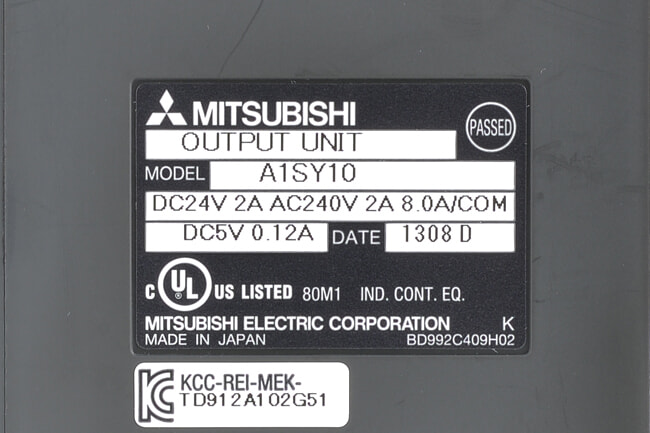 MITSUBISHI
PASSED
OUTPUT UNIT
MODEL A1SY10
DC24V 2A AC240V 2A 8.0A/COM
DC5V 0.12A DATE 1308 D
C UL US LISTED 80M1 IND. CONT. EQ.
MITSUBISHI ELECTRIC CORPORATION K
MADE IN JAPAN BD992C409H02
KCC-REI-MEK-
TD912A102G51